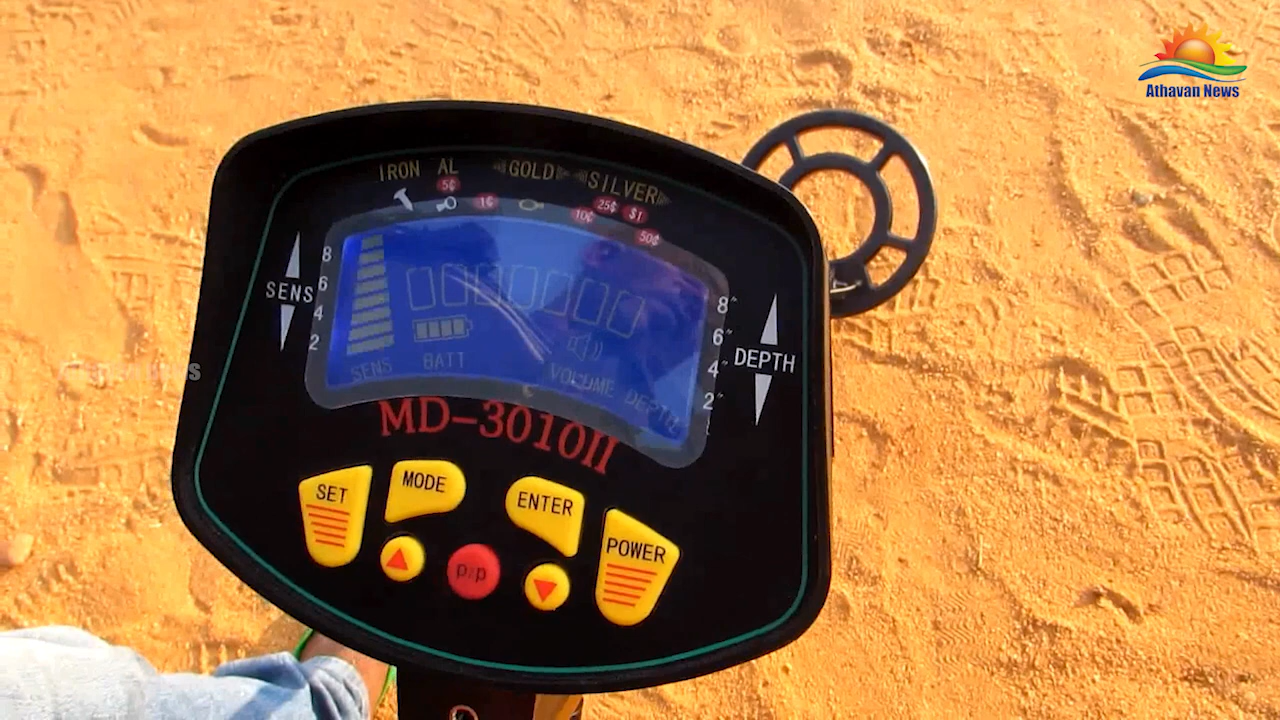 Athavan News
IRON AL GOLD SILVER
5¢ 1¢ 10¢ 25¢ $1 50¢
SENS
8
6
4
2
SENS BATT VOLUME DEPTH
8"
6"
4"
2"
DEPTH
MD-3010II
SET MODE ENTER POWER
p/p